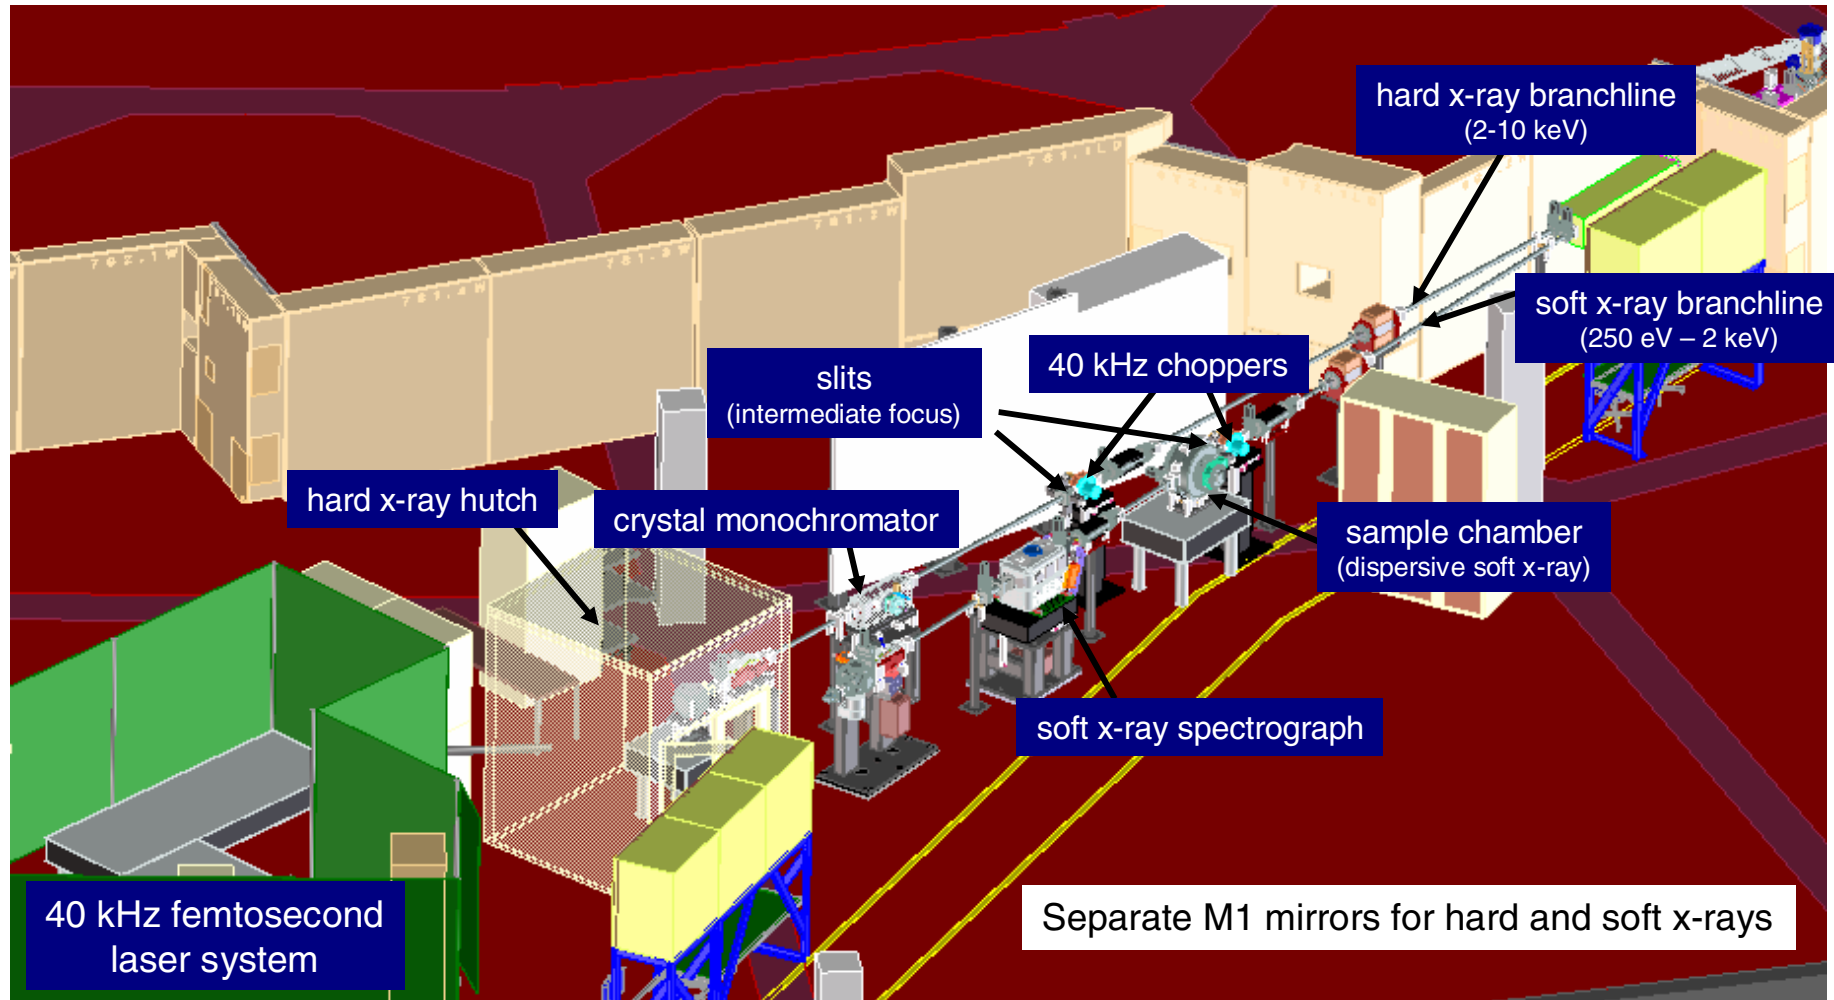 hard x-ray branchline
(2-10 keV)
soft x-ray branchline
(250 eV – 2 keV)
40 kHz choppers
slits
(intermediate focus)
hard x-ray hutch
crystal monochromator
sample chamber
(dispersive soft x-ray)
soft x-ray spectrograph
40 kHz femtosecond
laser system
Separate M1 mirrors for hard and soft x-rays